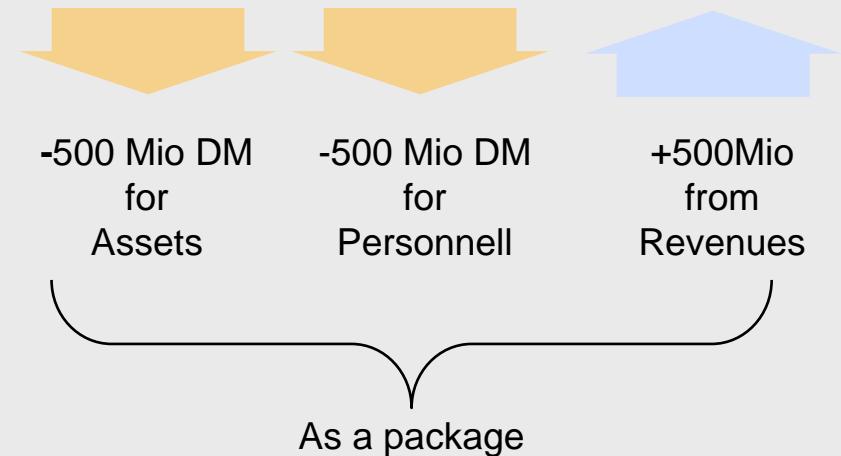 -500 Mio DM
for
Assets
-500 Mio DM
for
Personnell
+500Mio
from
Revenues
As a package